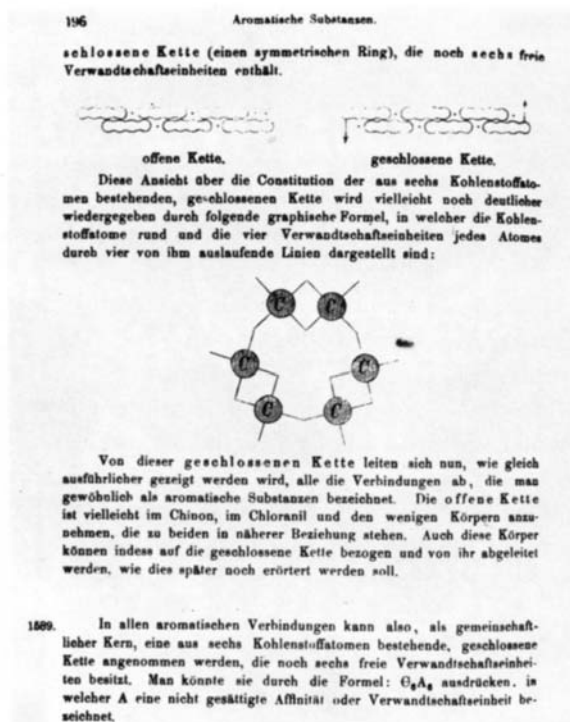 196
Aromatische Substanzen.
schlossene Kette (einen symmetrischen Ring), die noch sechs freie
Verwandtschaftseinheiten enthält.
offene Kette.
geschlossene Kette.
Diese Ansicht über die Constitution der aus sechs Kohlenstoffato-
men bestehenden, geschlossenen Kette wird vielleicht noch deutlicher
wiedergegeben durch folgende graphische Formel, in welcher die Kohlen-
stoffatome rund und die vier Verwandtschaftseinheiten jedes Atomes
durch vier von ihm auslaufende Linien dargestellt sind:
C C
C C
C C
Von dieser geschlossenen Kette leiten sich nun, wie gleich
ausführlicher gezeigt werden wird, alle die Verbindungen ab, die man
gewöhnlich als aromatische Substanzen bezeichnet. Die offene Kette
ist vielleicht im Chinon, im Chloranil und den wenigen Körpern anzu-
nehmen, die zu beiden in näherer Beziehung stehen. Auch diese Körper
können indess auf die geschlossene Kette bezogen und von ihr abgeleitet
werden, wie dies später noch erörtert werden soll.
1589.
In allen aromatischen Verbindungen kann also, als gemeinschaft-
licher Kern, eine aus sechs Kohlenstoffatomen bestehende, geschlossene
Kette angenommen werden, die noch sechs freie Verwandtschaftseinhei-
ten besitzt. Man könnte sie durch die Formel: Ɵ₆A₆ ausdrücken, in
welcher A eine nicht gesättigte Affinität oder Verwandtschaftseinheit be-
zeichnet.